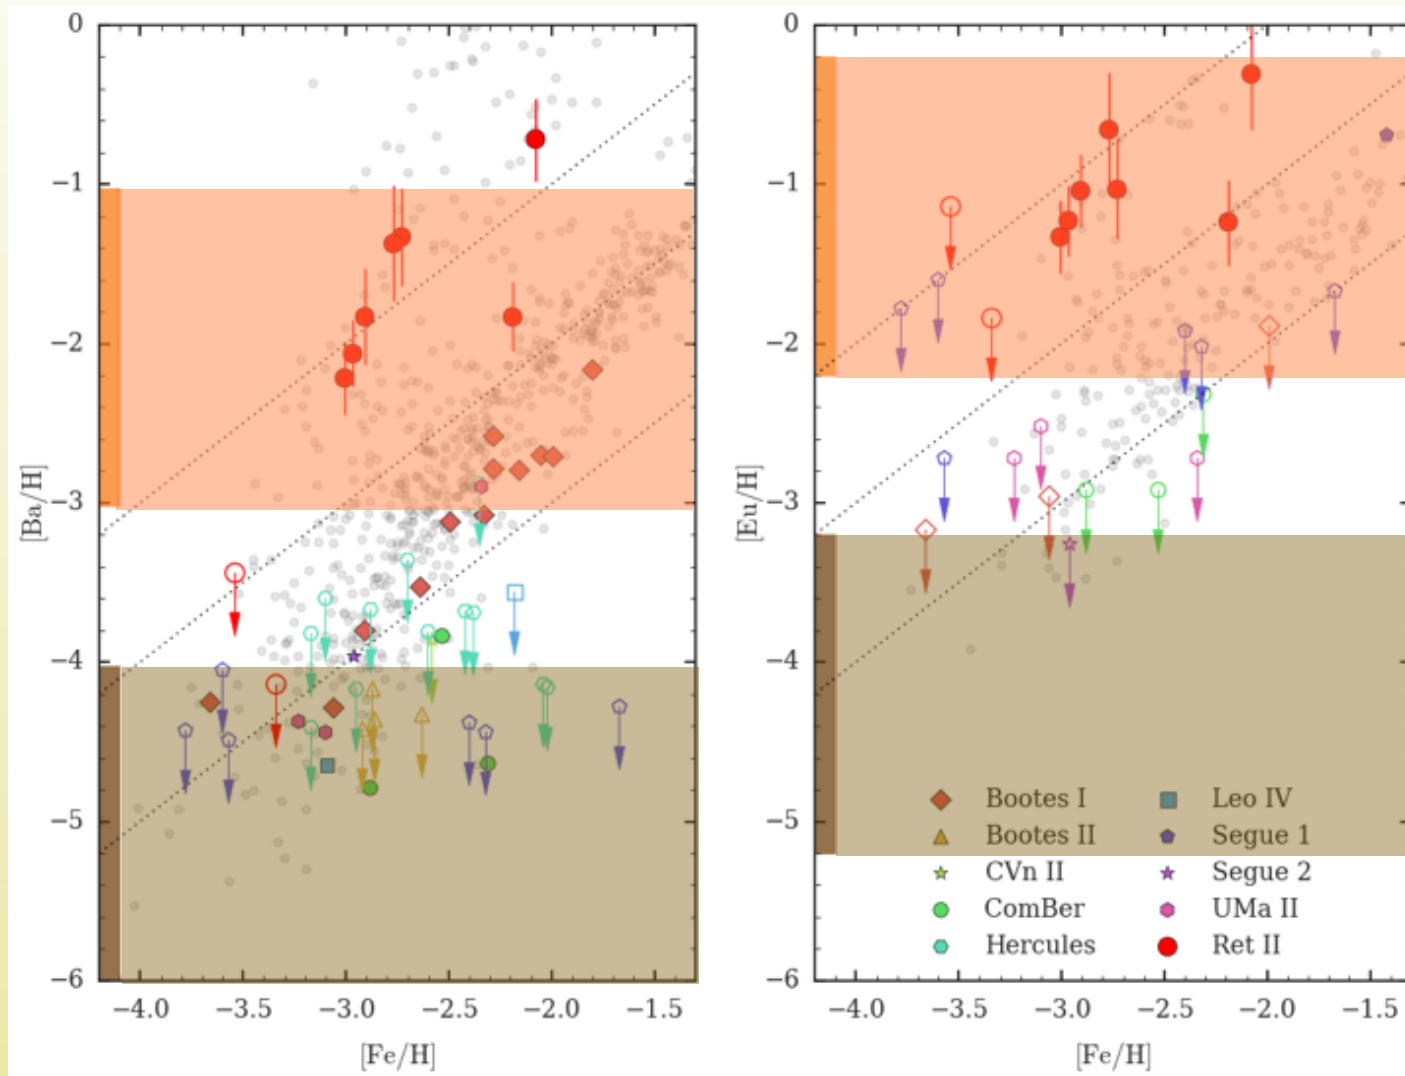 0
−1
−2
−3
−4
−5
−6
[Ba/H]
−4.0 −3.5 −3.0 −2.5 −2.0 −1.5
[Fe/H]
0
−1
−2
−3
−4
−5
−6
[Eu/H]
Bootes I Leo IV
Bootes II Segue 1
CVn II Segue 2
ComBer UMa II
Hercules Ret II
−4.0 −3.5 −3.0 −2.5 −2.0 −1.5
[Fe/H]